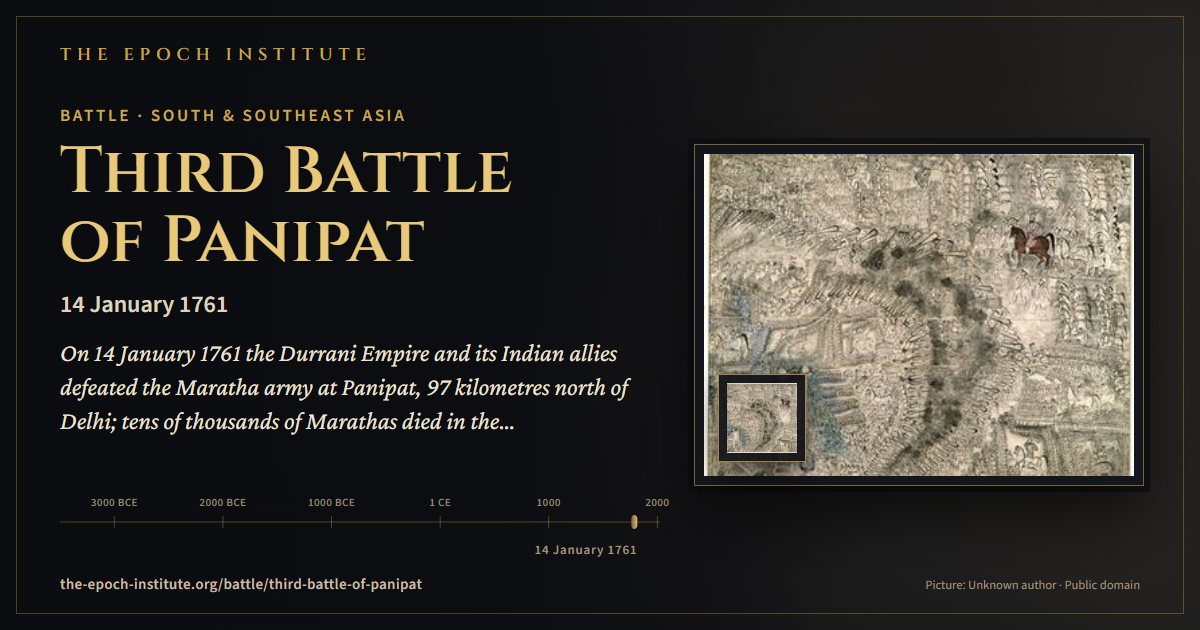 THE EPOCH INSTITUTE
BATTLE · SOUTH & SOUTHEAST ASIA
THIRD BATTLE
OF PANIPAT
14 January 1761
On 14 January 1761 the Durrani Empire and its Indian allies
defeated the Maratha army at Panipat, 97 kilometres north of
Delhi; tens of thousands of Marathas died in the...
3000 BCE 2000 BCE 1000 BCE 1 CE 1000 2000
14 January 1761
the-epoch-institute.org/battle/third-battle-of-panipat
Picture: Unknown author · Public domain